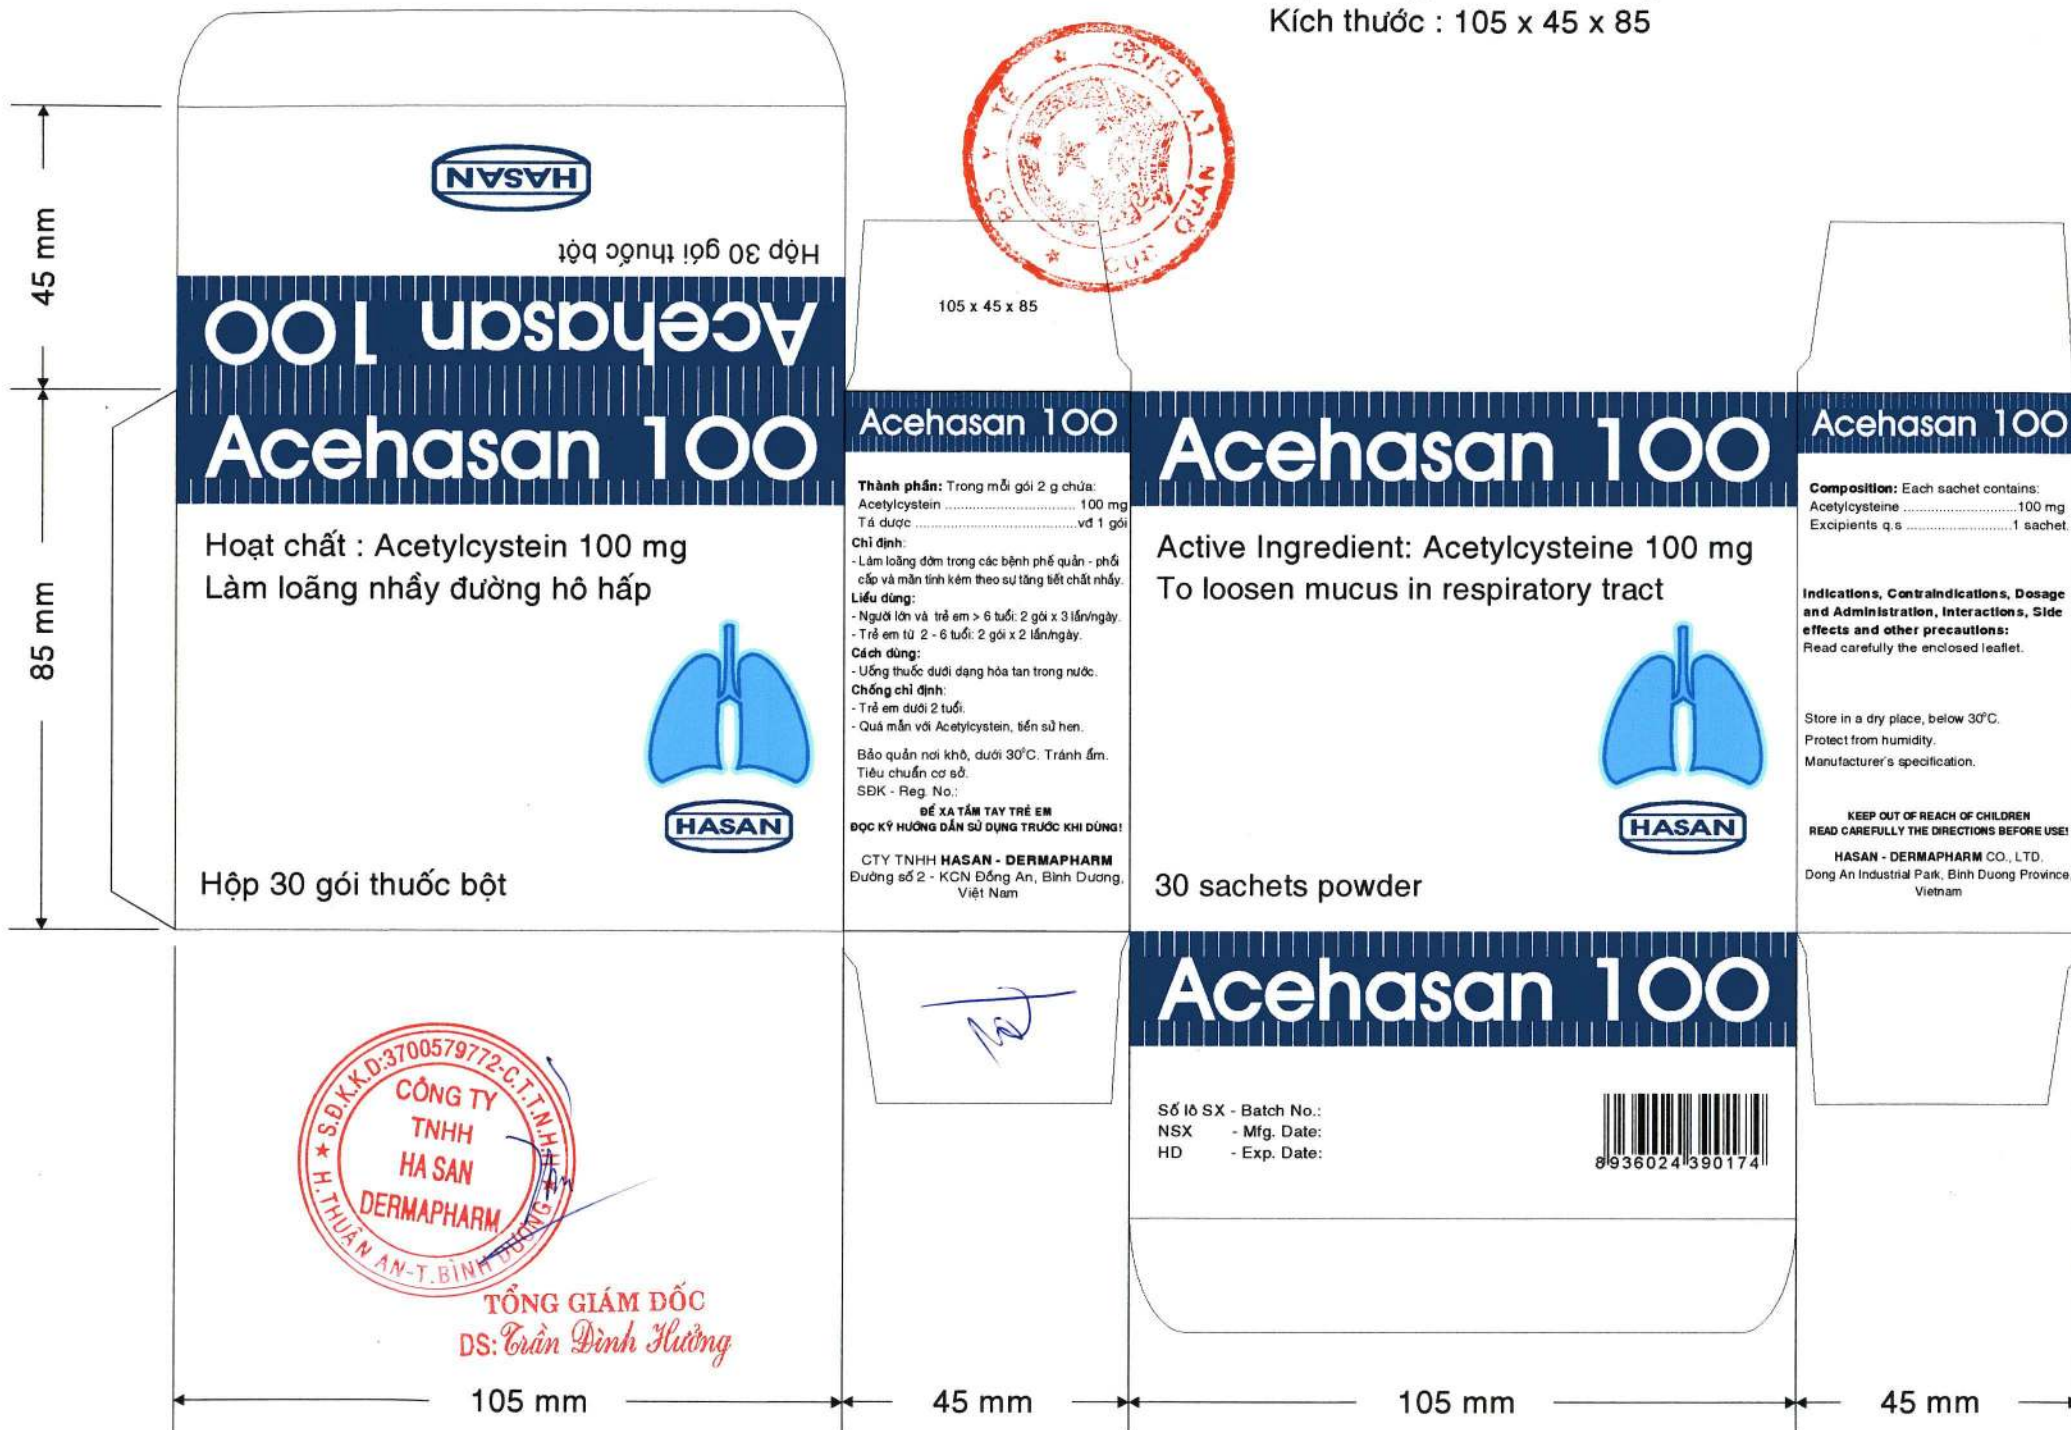 Kích thước : 105 x 45 x 85
BỘ Y TẾ
CỤC QUẢN LÝ DƯỢC
45 mm
85 mm
HASAN
Hộp 30 gói thuốc bột
Acehasan 100
105 x 45 x 85
Acehasan 100
Hoạt chất : Acetylcystein 100 mg
Làm loãng nhầy đường hô hấp
HASAN
Hộp 30 gói thuốc bột
Acehasan 100
Thành phần: Trong mỗi gói 2 g chứa:
Acetylcystein ................................ 100 mg
Tá dược ........................................ vđ 1 gói
Chỉ định:
- Làm loãng đờm trong các bệnh phế quản - phổi
cấp và mãn tính kèm theo sự tăng tiết chất nhầy.
Liều dùng:
- Người lớn và trẻ em > 6 tuổi: 2 gói x 3 lần/ngày.
- Trẻ em từ 2 - 6 tuổi: 2 gói x 2 lần/ngày.
Cách dùng:
- Uống thuốc dưới dạng hòa tan trong nước.
Chống chỉ định:
- Trẻ em dưới 2 tuổi.
- Quá mẫn với Acetylcystein, tiền sử hen.
Bảo quản nơi khô, dưới 30°C. Tránh ẩm.
Tiêu chuẩn cơ sở.
SĐK - Reg. No.:
ĐỂ XA TẦM TAY TRẺ EM
ĐỌC KỸ HƯỚNG DẪN SỬ DỤNG TRƯỚC KHI DÙNG!
CTY TNHH HASAN - DERMAPHARM
Đường số 2 - KCN Đồng An, Bình Dương,
Việt Nam
Acehasan 100
Active Ingredient: Acetylcysteine 100 mg
To loosen mucus in respiratory tract
HASAN
30 sachets powder
Acehasan 100
Composition: Each sachet contains:
Acetylcysteine ............................ 100 mg
Excipients q.s .......................... 1 sachet.
Indications, Contraindications, Dosage
and Administration, Interactions, Side
effects and other precautions:
Read carefully the enclosed leaflet.
Store in a dry place, below 30°C.
Protect from humidity.
Manufacturer's specification.
KEEP OUT OF REACH OF CHILDREN
READ CAREFULLY THE DIRECTIONS BEFORE USE!
HASAN - DERMAPHARM CO., LTD.
Dong An Industrial Park, Binh Duong Province,
Vietnam
Acehasan 100
Số lô SX - Batch No.:
NSX - Mfg. Date:
HD - Exp. Date:
8 936024 390174
S.Đ.K.K.D:3700579772-C.T.T.N.H.H
CÔNG TY
TNHH
HA SAN
DERMAPHARM
H.THUẬN AN-T.BÌNH DƯƠNG
TỔNG GIÁM ĐỐC
DS: Trần Đình Hưởng
105 mm
45 mm
105 mm
45 mm